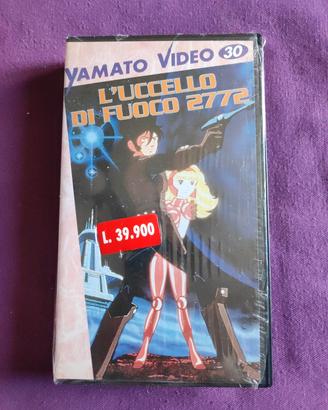 YAMATO VIDEO 30
L'UCCELLO
DI FUOCO 2772
L. 39.900